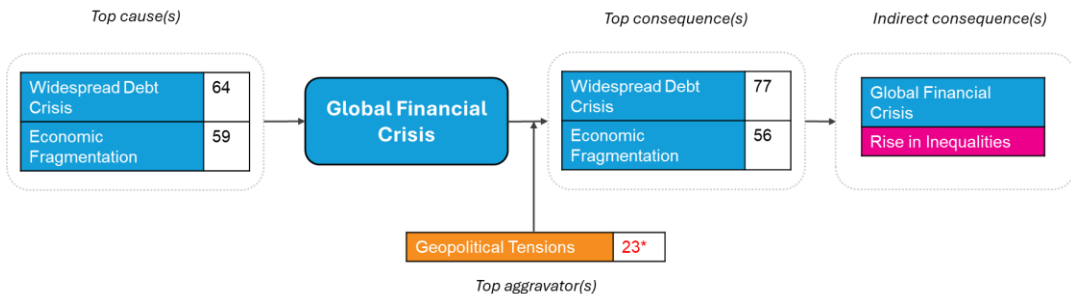 Top cause(s)
Top consequence(s)
Indirect consequence(s)
Widespread Debt
Crisis
64
Economic
Fragmentation
59
Global Financial
Crisis
Widespread Debt
Crisis
77
Economic
Fragmentation
56
Global Financial
Crisis
Rise in Inequalities
Geopolitical Tensions
23*
Top aggravator(s)